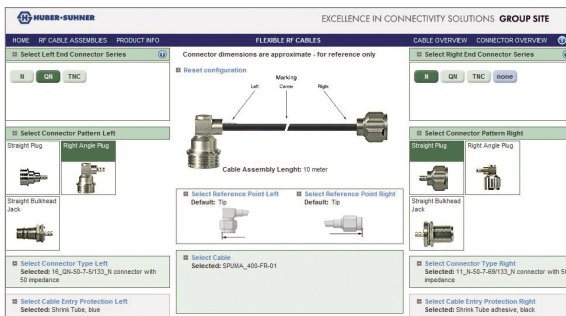 HUBER+SUHNER
EXCELLENCE IN CONNECTIVITY SOLUTIONS GROUP SITE
HOME RF CABLE ASSEMBLIES PRODUCT INFO
FLEXIBLE RF CABLES
CABLE OVERVIEW CONNECTOR OVERVIEW
Select Left End Connector Series
N QN TNC
Select Connector Pattern Left
Straight Plug Right Angle Plug
Straight Bulkhead
Jack
Select Connector Type Left
Selected: 16_QN-50-7-5/133_N connector with
50 impedance
Select Cable Entry Protection Left
Selected: Shrink Tube, blue
Connector dimensions are approximate - for reference only
Reset configuration
Marking
Left Center Right
Cable Assembly Lenght: 10 meter
Select Reference Point Left
Default: Tip
Select Reference Point Right
Default: Tip
Select Cable
Selected: SPUMA_400-FR-01
Select Right End Connector Series
N QN TNC none
Select Connector Pattern Right
Straight Plug Right Angle Plug
Straight Bulkhead
Jack
Select Connector Type Right
Selected: 11_N-50-7-69/133_N connector with 50
impedance
Select Cable Entry Protection Right
Selected: Shrink Tube adhesive, black